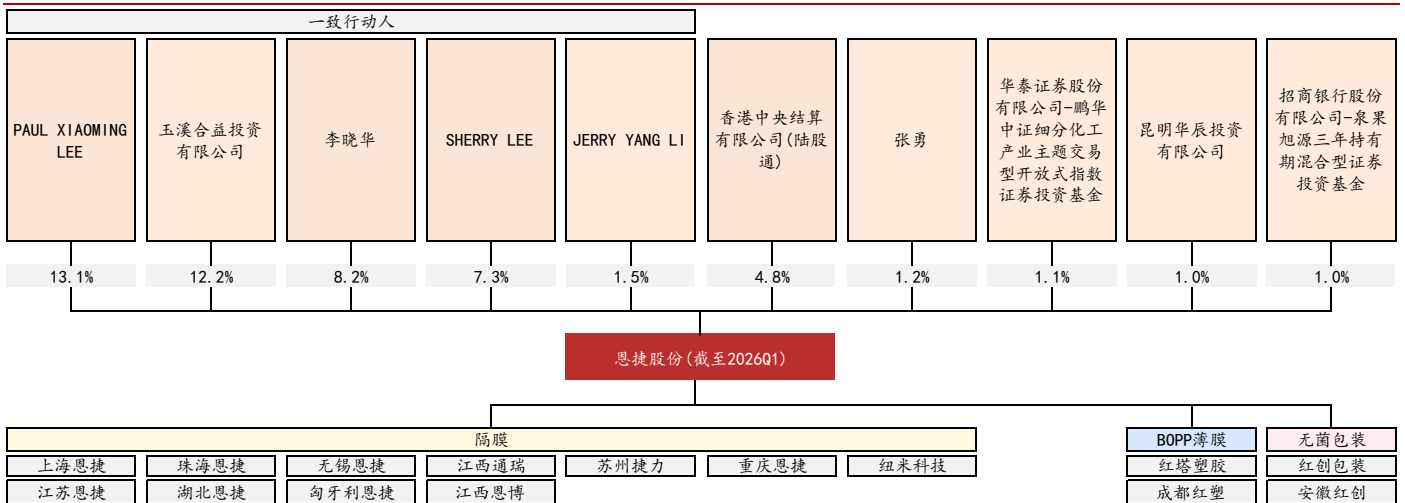 一致行动人
PAUL XIAOMING
LEE
玉溪合益投资
有限公司
李晓华
SHERRY LEE
JERRY YANG LI
香港中央结算
有限公司(陆股
通)
张勇
华泰证券股份
有限公司-鹏华
中证细分化工
产业主题交易
型开放式指数
证券投资基金
昆明华辰投资
有限公司
招商银行股份
有限公司-泉果
旭源三年持有
期混合型证券
投资基金
13.1%
12.2%
8.2%
7.3%
1.5%
4.8%
1.2%
1.1%
1.0%
1.0%
恩捷股份(截至2026Q1)
隔膜
BOPP薄膜
无菌包装
上海恩捷
珠海恩捷
无锡恩捷
江西通瑞
苏州捷力
重庆恩捷
纽米科技
红塔塑胶
红创包装
江苏恩捷
湖北恩捷
匈牙利恩捷
江西恩博
成都红塑
安徽红创